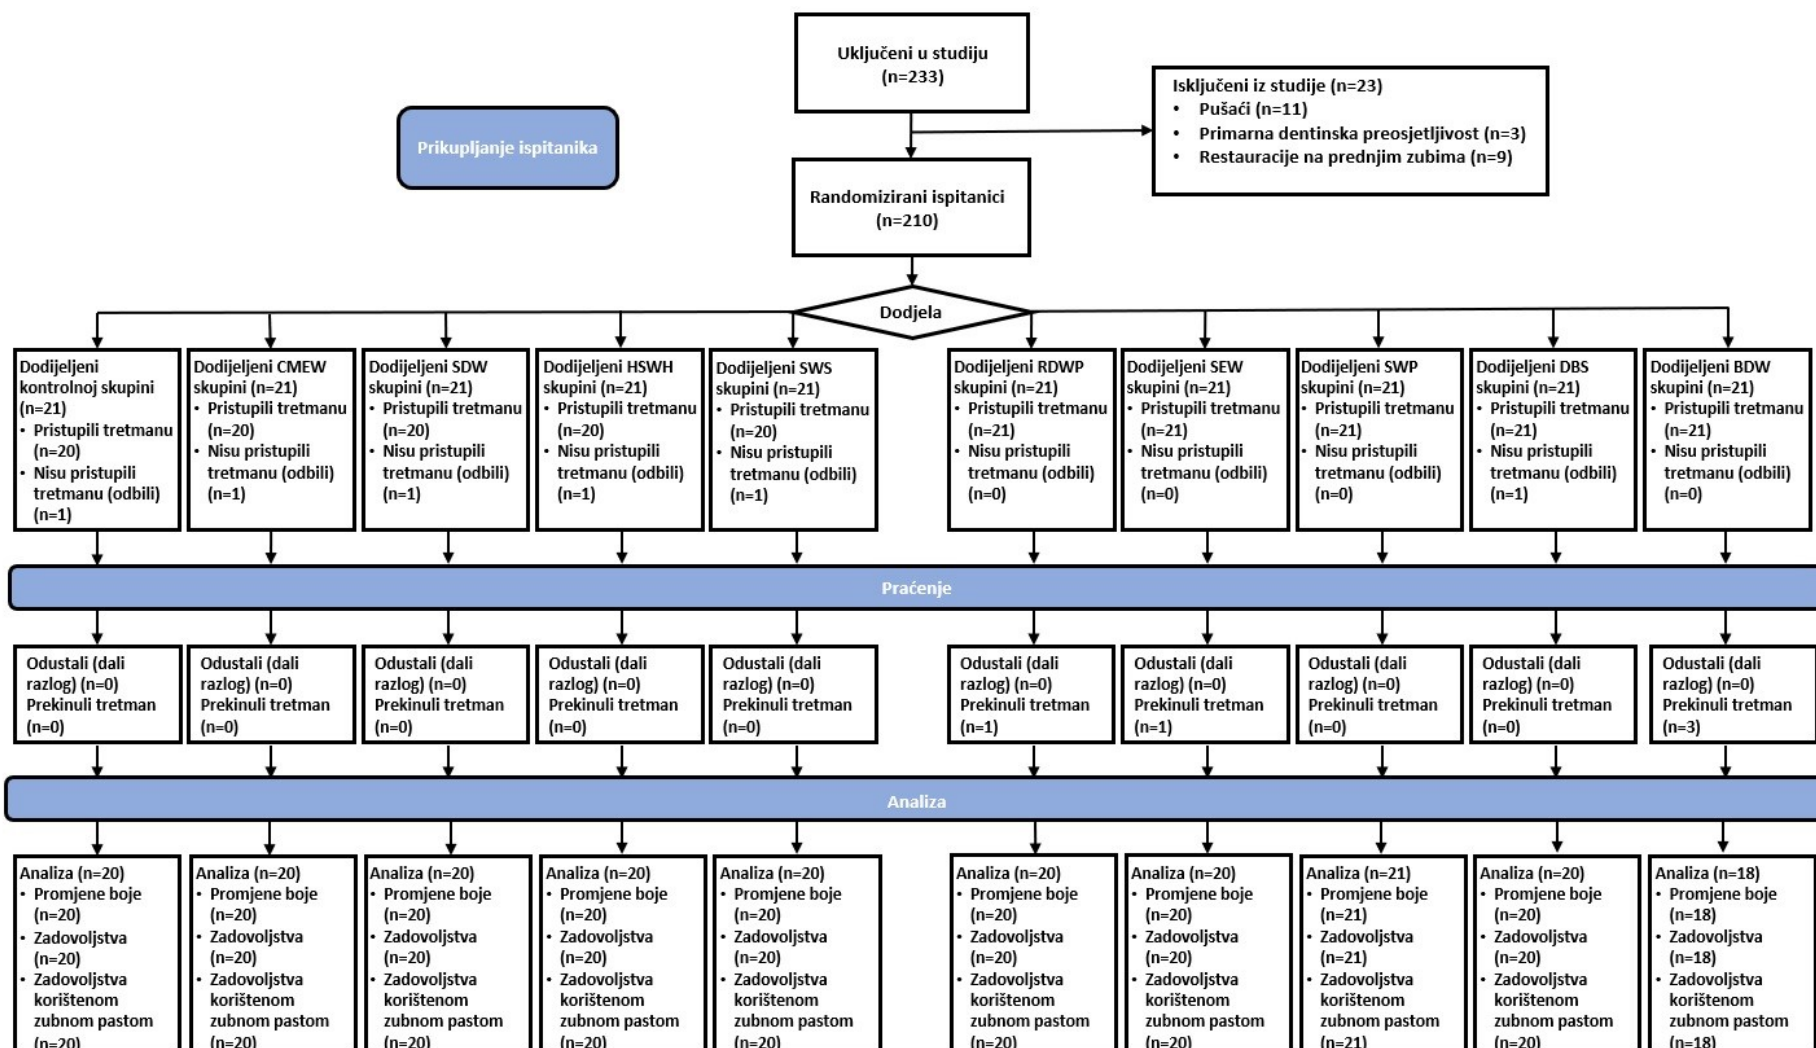 Uključeni u studiju
(n=233)
Isključeni iz studije (n=23)
• Pušači (n=11)
• Primarna dentinska preosjetljivost (n=3)
• Restauracije na prednjim zubima (n=9)
Prikupljanje ispitanika
Randomizirani ispitanici
(n=210)
Dodjela
Dodijeljeni
kontrolnoj skupini
(n=21)
• Pristupili tretmanu
(n=20)
• Nisu pristupili
tretmanu (odbili)
(n=1)
Dodijeljeni CMEW
skupini (n=21)
• Pristupili tretmanu
(n=20)
• Nisu pristupili
tretmanu (odbili)
(n=1)
Dodijeljeni SDW
skupini (n=21)
• Pristupili tretmanu
(n=20)
• Nisu pristupili
tretmanu (odbili)
(n=1)
Dodijeljeni HSWH
skupini (n=21)
• Pristupili tretmanu
(n=20)
• Nisu pristupili
tretmanu (odbili)
(n=1)
Dodijeljeni SWS
skupini (n=21)
• Pristupili tretmanu
(n=20)
• Nisu pristupili
tretmanu (odbili)
(n=1)
Dodijeljeni RDWP
skupini (n=21)
• Pristupili tretmanu
(n=21)
• Nisu pristupili
tretmanu (odbili)
(n=0)
Dodijeljeni SEW
skupini (n=21)
• Pristupili tretmanu
(n=21)
• Nisu pristupili
tretmanu (odbili)
(n=0)
Dodijeljeni SWP
skupini (n=21)
• Pristupili tretmanu
(n=21)
• Nisu pristupili
tretmanu (odbili)
(n=0)
Dodijeljeni DBS
skupini (n=21)
• Pristupili tretmanu
(n=21)
• Nisu pristupili
tretmanu (odbili)
(n=1)
Dodijeljeni BDW
skupini (n=21)
• Pristupili tretmanu
(n=21)
• Nisu pristupili
tretmanu (odbili)
(n=0)
Praćenje
Odustali (dali
razlog) (n=0)
Prekinuli tretman
(n=0)
Odustali (dali
razlog) (n=0)
Prekinuli tretman
(n=0)
Odustali (dali
razlog) (n=0)
Prekinuli tretman
(n=0)
Odustali (dali
razlog) (n=0)
Prekinuli tretman
(n=0)
Odustali (dali
razlog) (n=0)
Prekinuli tretman
(n=0)
Odustali (dali
razlog) (n=0)
Prekinuli tretman
(n=1)
Odustali (dali
razlog) (n=0)
Prekinuli tretman
(n=1)
Odustali (dali
razlog) (n=0)
Prekinuli tretman
(n=0)
Odustali (dali
razlog) (n=0)
Prekinuli tretman
(n=0)
Odustali (dali
razlog) (n=0)
Prekinuli tretman
(n=3)
Analiza
Analiza (n=20)
• Promjene boje
(n=20)
• Zadovoljstva
(n=20)
• Zadovoljstva
korištenom
zubnom pastom
(n=20)
Analiza (n=20)
• Promjene boje
(n=20)
• Zadovoljstva
(n=20)
• Zadovoljstva
korištenom
zubnom pastom
(n=20)
Analiza (n=20)
• Promjene boje
(n=20)
• Zadovoljstva
(n=20)
• Zadovoljstva
korištenom
zubnom pastom
(n=20)
Analiza (n=20)
• Promjene boje
(n=20)
• Zadovoljstva
(n=20)
• Zadovoljstva
korištenom
zubnom pastom
(n=20)
Analiza (n=20)
• Promjene boje
(n=20)
• Zadovoljstva
(n=20)
• Zadovoljstva
korištenom
zubnom pastom
(n=20)
Analiza (n=20)
• Promjene boje
(n=20)
• Zadovoljstva
(n=20)
• Zadovoljstva
korištenom
zubnom pastom
(n=20)
Analiza (n=20)
• Promjene boje
(n=20)
• Zadovoljstva
(n=20)
• Zadovoljstva
korištenom
zubnom pastom
(n=20)
Analiza (n=21)
• Promjene boje
(n=21)
• Zadovoljstva
(n=21)
• Zadovoljstva
korištenom
zubnom pastom
(n=21)
Analiza (n=20)
• Promjene boje
(n=20)
• Zadovoljstva
(n=20)
• Zadovoljstva
korištenom
zubnom pastom
(n=20)
Analiza (n=18)
• Promjene boje
(n=18)
• Zadovoljstva
(n=18)
• Zadovoljstva
korištenom
zubnom pastom
(n=18)